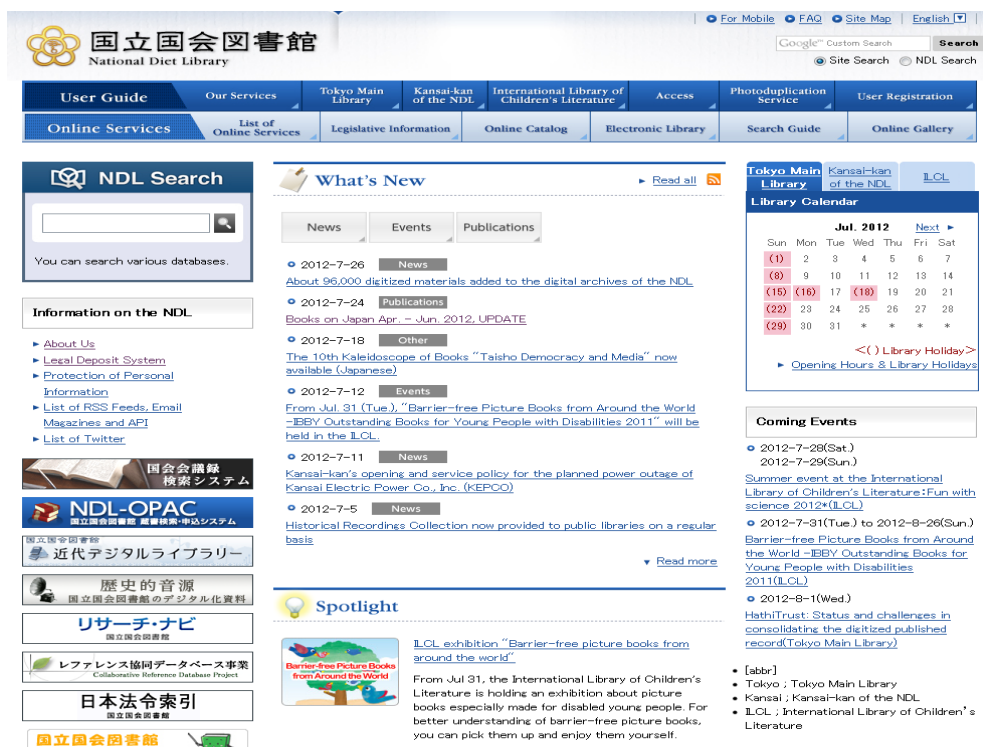 For Mobile FAQ Site Map English
国立国会図書館
National Diet Library
Google™ Custom Search Search
Site Search NDL Search
User Guide Our Services Tokyo Main Library Kansai-kan of the NDL International Library of Children's Literature Access Photoduplication Service User Registration
Online Services List of Online Services Legislative Information Online Catalog Electronic Library Search Guide Online Gallery
NDL Search
You can search various databases.
Information on the NDL
About Us
Legal Deposit System
Protection of Personal
Information
List of RSS Feeds, Email
Magazines and API
List of Twitter
国会会議録
検索システム
NDL-OPAC
国立国会図書館 蔵書検索・申込システム
国立国会図書館
近代デジタルライブラリー
歴史的音源
国立国会図書館のデジタル化資料
リサーチ・ナビ
国立国会図書館
レファレンス協同データベース事業
Collaborative Reference Database Project
日本法令索引
国立国会図書館
国立国会図書館
What's New Read all
News Events Publications
2012-7-26 News
About 96,000 digitized materials added to the digital archives of the NDL
2012-7-24 Publications
Books on Japan Apr. - Jun. 2012, UPDATE
2012-7-18 Other
The 10th Kaleidoscope of Books "Taisho Democracy and Media" now
available (Japanese)
2012-7-12 Events
From Jul. 31 (Tue.), "Barrier-free Picture Books from Around the World
-IBBY Outstanding Books for Young People with Disabilities 2011" will be
held in the ILCL.
2012-7-11 News
Kansai-kan's opening and service policy for the planned power outage of
Kansai Electric Power Co., Inc. (KEPCO)
2012-7-5 News
Historical Recordings Collection now provided to public libraries on a regular
basis
Read more
Spotlight
Barrier-free Picture Books
from Around the World
ILCL exhibition "Barrier-free picture books from
around the world"
From Jul 31, the International Library of Children's
Literature is holding an exhibition about picture
books especially made for disabled young people. For
better understanding of barrier-free picture books,
you can pick them up and enjoy them yourself.
Tokyo Main Library Kansai-kan of the NDL ILCL
Library Calendar
Jul. 2012 Next
Sun Mon Tue Wed Thu Fri Sat
(1) 2 3 4 5 6 7
(8) 9 10 11 12 13 14
(15) (16) 17 (18) 19 20 21
(22) 23 24 25 26 27 28
(29) 30 31 * * * *
<( ) Library Holiday>
Opening Hours & Library Holidays
Coming Events
2012-7-28(Sat.)
2012-7-29(Sun.)
Summer event at the International
Library of Children's Literature:Fun with
science 2012*(ILCL)
2012-7-31(Tue.) to 2012-8-26(Sun.)
Barrier-free Picture Books from Around
the World -IBBY Outstanding Books for
Young People with Disabilities
2011(ILCL)
2012-8-1(Wed.)
HathiTrust: Status and challenges in
consolidating the digitized published
record(Tokyo Main Library)
[abbr]
Tokyo ; Tokyo Main Library
Kansai ; Kansai-kan of the NDL
ILCL ; International Library of Children's
Literature